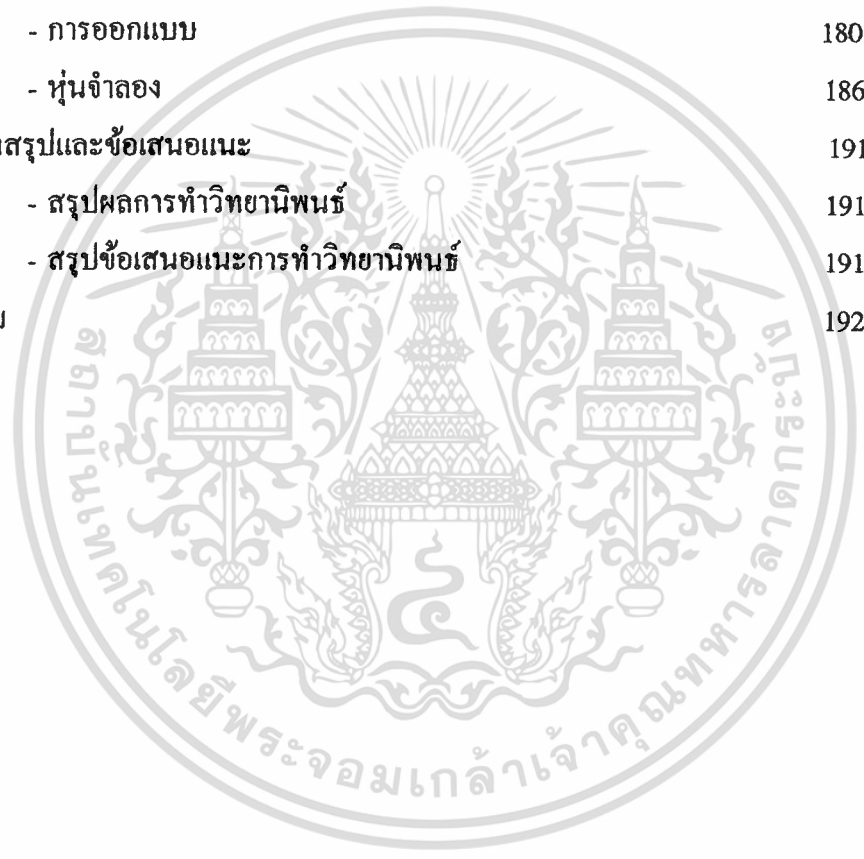 - การออกแบบ 180
- หุ่นจำลอง 186
สรุปและข้อเสนอแนะ 191
- สรุปผลการทำวิทยานิพนธ์ 191
- สรุปข้อเสนอแนะการทำวิทยานิพนธ์ 191
192
สถาบันเทคโนโลยีพระจอมเกล้าเจ้าคุณทหารลาดกระบัง
๔